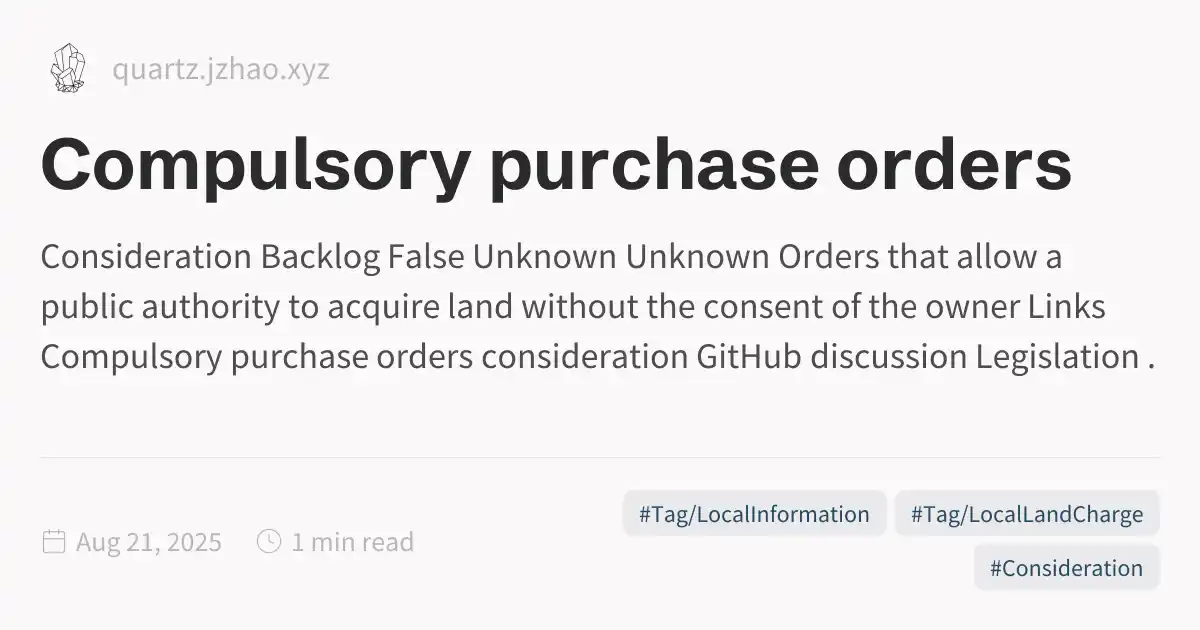 quartz.jzhao.xyz
Compulsory purchase orders
Consideration Backlog False Unknown Unknown Orders that allow a
public authority to acquire land without the consent of the owner Links
Compulsory purchase orders consideration GitHub discussion Legislation .
#Tag/LocalInformation #Tag/LocalLandCharge
Aug 21, 2025 1 min read
#Consideration